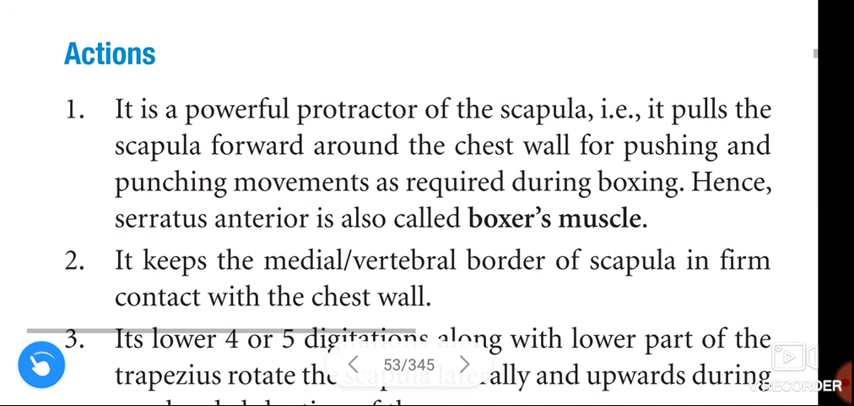 Actions
1. It is a powerful protractor of the scapula, i.e., it pulls the
scapula forward around the chest wall for pushing and
punching movements as required during boxing. Hence,
serratus anterior is also called boxer's muscle.
2. It keeps the medial/vertebral border of scapula in firm
contact with the chest wall.
3. Its lower 4 or 5 digitations along with lower part of the
trapezius rotate the scapula laterally and upwards during
53/345
RECORDER